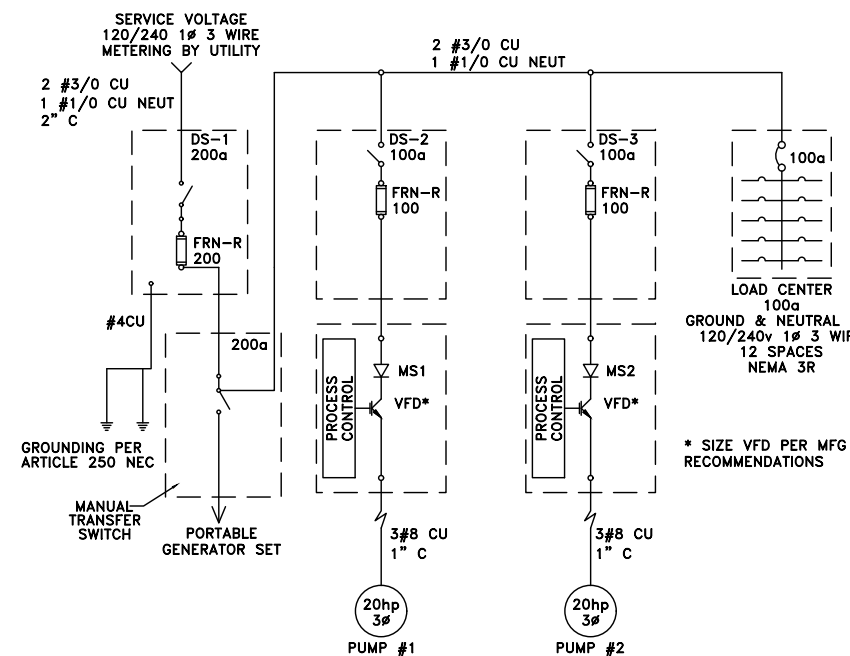 SERVICE VOLTAGE
120/240 1ø 3 WIRE
METERING BY UTILITY
2 #3/0 CU
1 #1/0 CU NEUT
2" C
2 #3/0 CU
1 #1/0 CU NEUT
DS-1
200a
FRN-R
200
#4CU
GROUNDING PER
ARTICLE 250 NEC
200a
MANUAL
TRANSFER
SWITCH
PORTABLE
GENERATOR SET
DS-2
100a
FRN-R
100
PROCESS
CONTROL
MS1
VFD*
3#8 CU
1" C
20hp
3ø
PUMP #1
DS-3
100a
FRN-R
100
PROCESS
CONTROL
MS2
VFD*
3#8 CU
1" C
20hp
3ø
PUMP #2
100a
LOAD CENTER
100a
GROUND & NEUTRAL
120/240v 1ø 3 WIR
12 SPACES
NEMA 3R
* SIZE VFD PER MFG
RECOMMENDATIONS